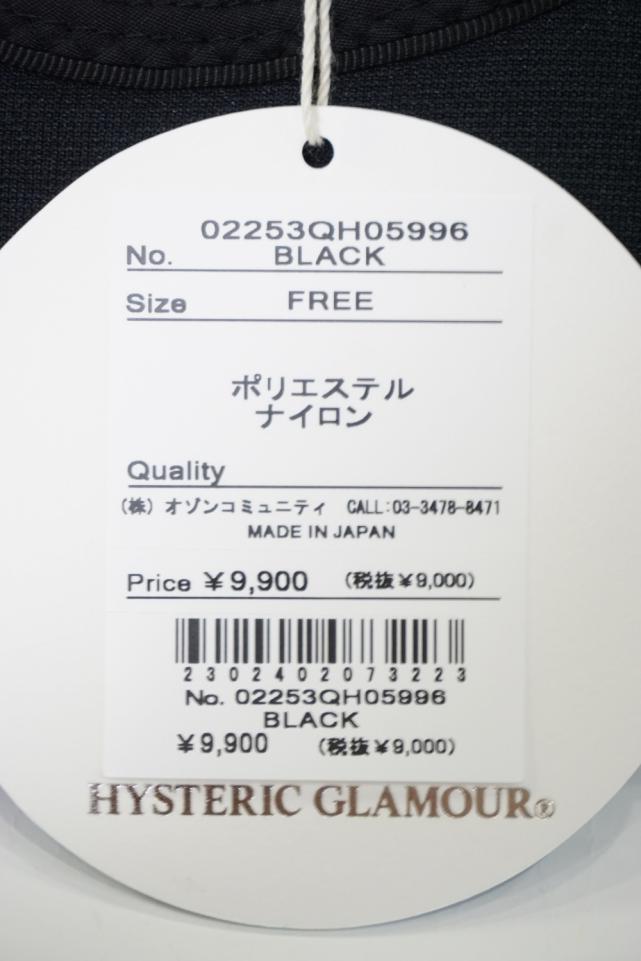 02253QH05996
No. BLACK
Size FREE
ポリエステル
ナイロン
Quality
(株) オゾンコミュニティ CALL:03-3478-8471
MADE IN JAPAN
Price ¥9,900 (税抜¥9,000)
2302402073223
No. 02253QH05996
BLACK
¥9,900 (税抜¥9,000)
HYSTERIC GLAMOUR®